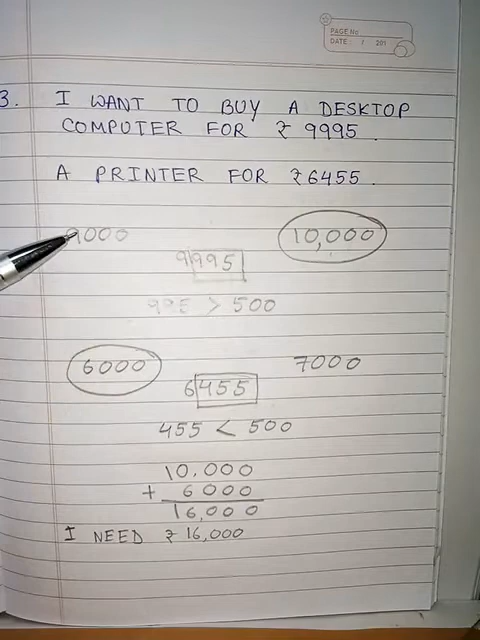 PAGE No
DATE: / 201
3. I WANT TO BUY A DESKTOP
COMPUTER FOR ₹ 9995.
A PRINTER FOR ₹6455.
9000 10,000
9995
995 > 500
6000 7000
6455
455 < 500
10,000
+ 6000
16,000
I NEED ₹ 16,000